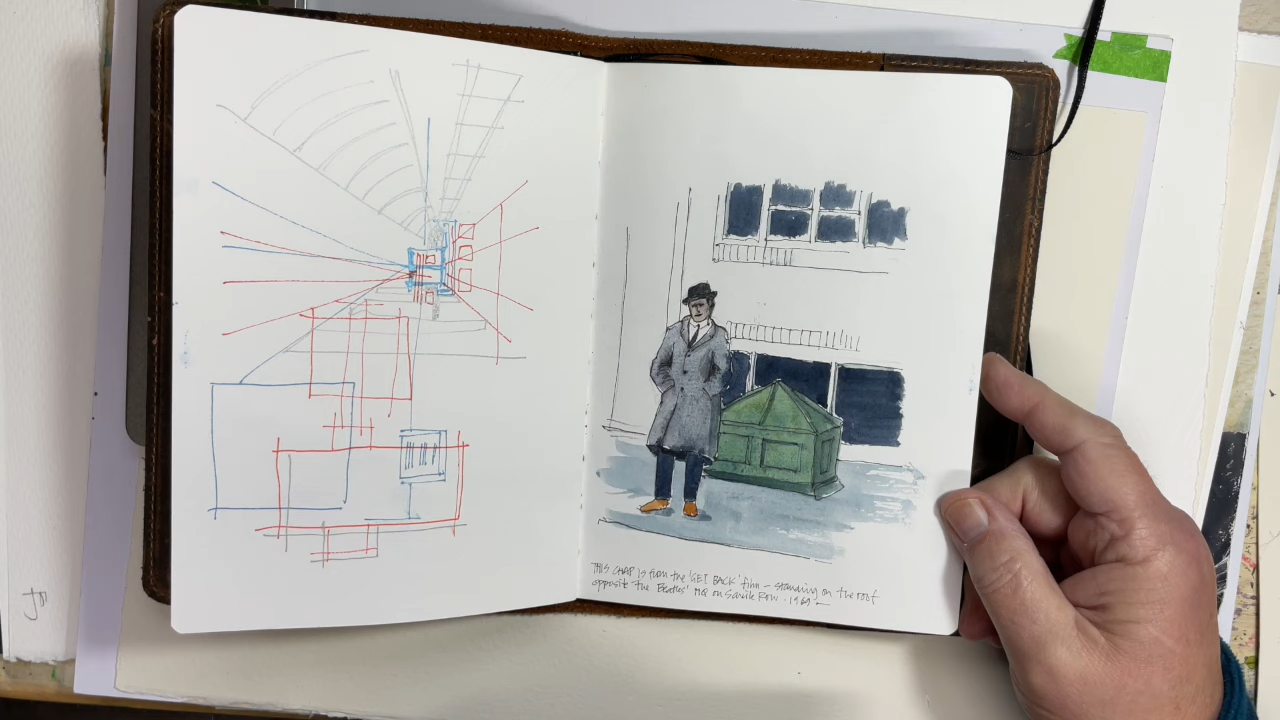 THIS CHAP is from the 'GET BACK' film – standing on the roof
opposite the Beatles' HQ on Savile Row. 1969 –